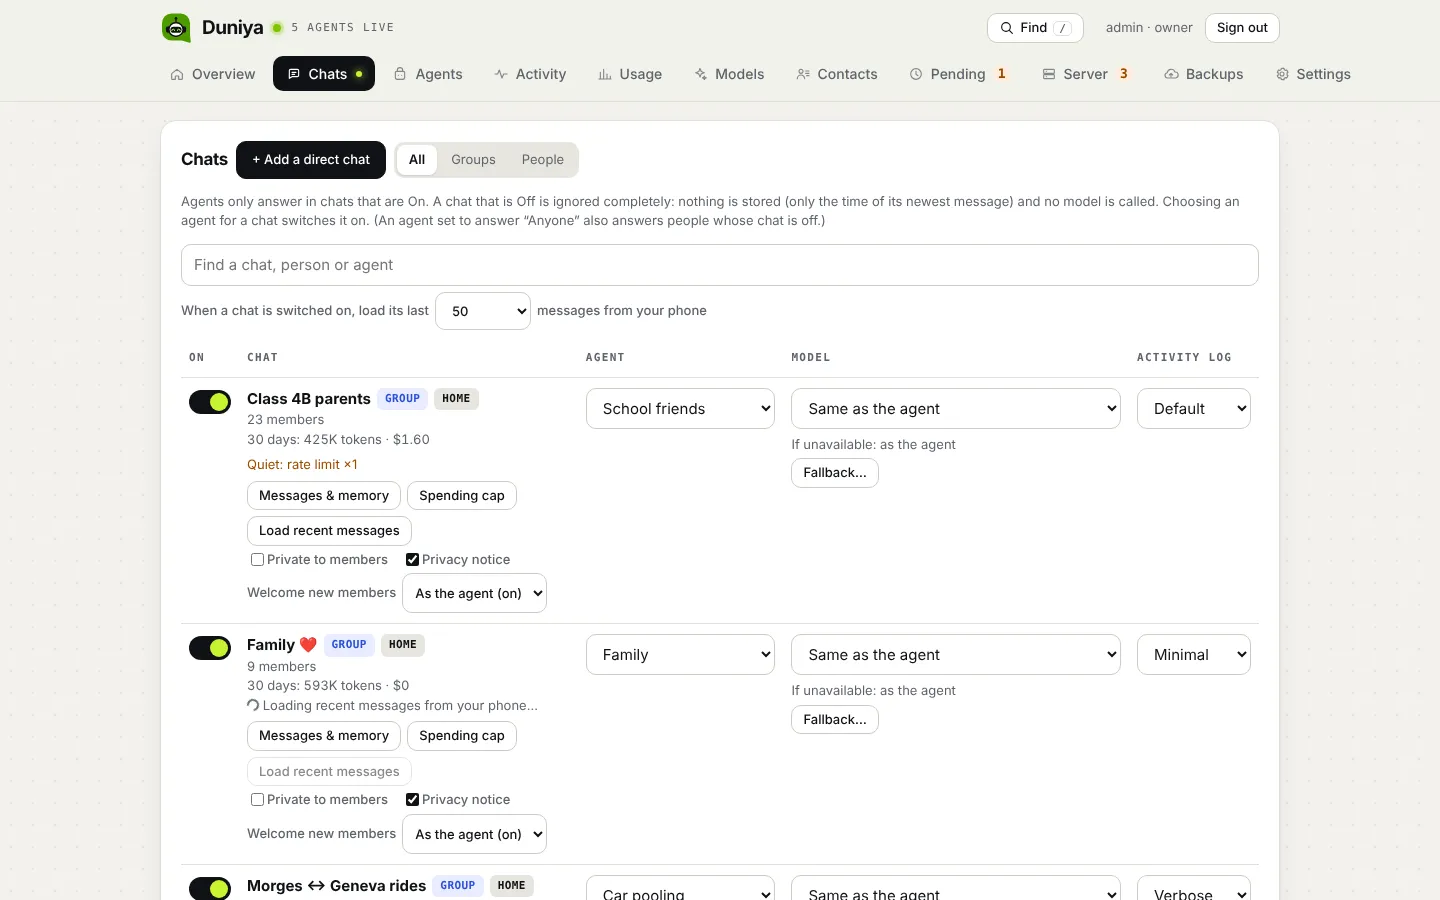 Duniya 5 AGENTS LIVE Find / admin · owner Sign out
Overview Chats Agents Activity Usage Models Contacts Pending 1 Server 3 Backups Settings
Chats + Add a direct chat All Groups People
Agents only answer in chats that are On. A chat that is Off is ignored completely: nothing is stored (only the time of its newest message) and no model is called. Choosing an
agent for a chat switches it on. (An agent set to answer “Anyone” also answers people whose chat is off.)
Find a chat, person or agent
When a chat is switched on, load its last 50 messages from your phone
ON CHAT AGENT MODEL ACTIVITY LOG
Class 4B parents GROUP HOME School friends Same as the agent Default
23 members
30 days: 425K tokens · $1.60 If unavailable: as the agent
Quiet: rate limit ×1 Fallback...
Messages & memory Spending cap
Load recent messages
Private to members Privacy notice
Welcome new members As the agent (on)
Family ❤️ GROUP HOME Family Same as the agent Minimal
9 members
30 days: 593K tokens · $0 If unavailable: as the agent
Loading recent messages from your phone... Fallback...
Messages & memory Spending cap
Load recent messages
Private to members Privacy notice
Welcome new members As the agent (on)
Morges ↔ Geneva rides GROUP HOME Car pooling Same as the agent Verbose